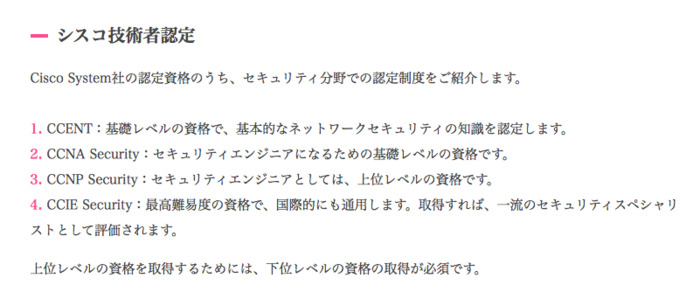 シスコ技術者認定
Cisco System社の認定資格のうち、セキュリティ分野での認定制度をご紹介します。
1. CCENT：基礎レベルの資格で、基本的なネットワークセキュリティの知識を認定します。
2. CCNA Security：セキュリティエンジニアになるための基礎レベルの資格です。
3. CCNP Security：セキュリティエンジニアとしては、上位レベルの資格です。
4. CCIE Security：最高難易度の資格で、国際的にも通用します。取得すれば、一流のセキュリティスペシャリ
ストとして評価されます。
上位レベルの資格を取得するためには、下位レベルの資格の取得が必須です。